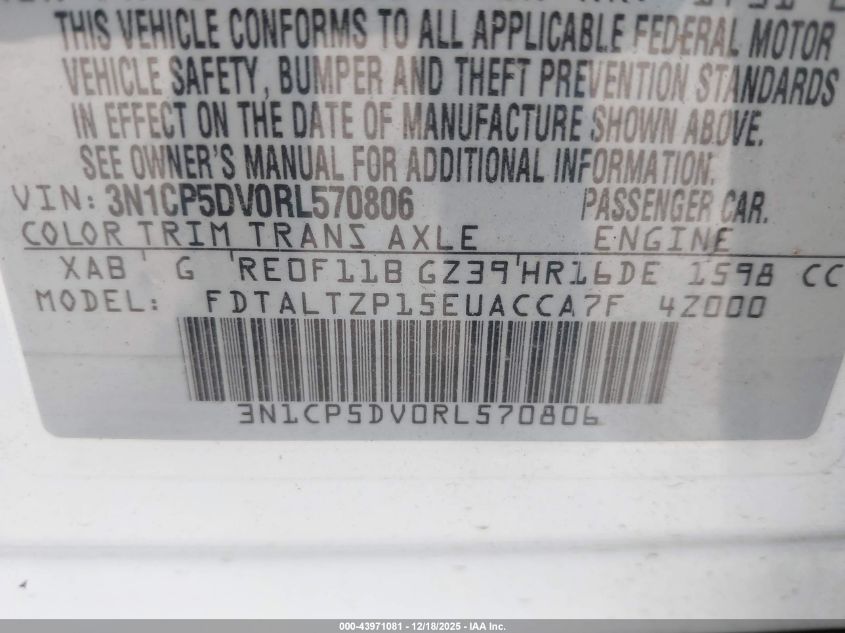 THIS VEHICLE CONFORMS TO ALL APPLICABLE FEDERAL MOTOR
VEHICLE SAFETY, BUMPER AND THEFT PREVENTION STANDARDS
IN EFFECT ON THE DATE OF MANUFACTURE SHOWN ABOVE.
SEE OWNER'S MANUAL FOR ADDITIONAL INFORMATION.
VIN: 3N1CP5DV0RL570806 PASSENGER CAR.
COLOR TRIM TRANS AXLE ENGINE
XAB G RE0F11B GZ39 HR16DE 1598 CC
MODEL: FDTALTZP15EUACCA7F 4Z000
3N1CP5DV0RL570806
000-43971081 - 12/18/2025 - IAA Inc.